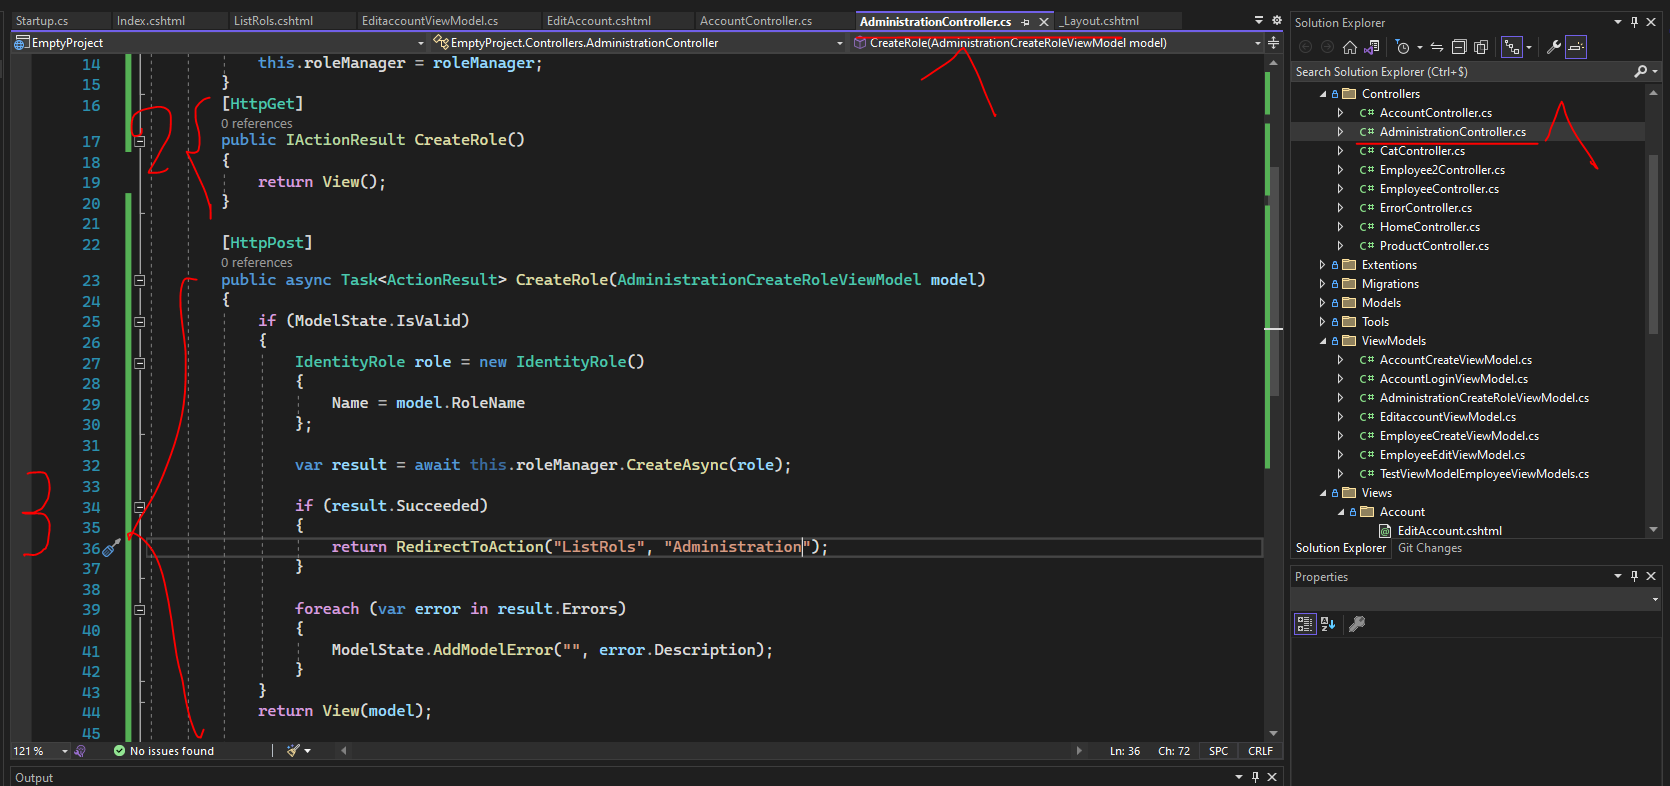 Startup.cs Index.cshtml ListRols.cshtml EditaccountViewModel.cs EditAccount.cshtml AccountController.cs AdministrationController.cs _Layout.cshtml
EmptyProject EmptyProject.Controllers.AdministrationController CreateRole(AdministrationCreateRoleViewModel model)
14 this.roleManager = roleManager;
15 }
16 [HttpGet]
0 references
17 public IActionResult CreateRole()
18 {
19 return View();
20 }
21
22 [HttpPost]
0 references
23 public async Task<ActionResult> CreateRole(AdministrationCreateRoleViewModel model)
24 {
25 if (ModelState.IsValid)
26 {
27 IdentityRole role = new IdentityRole()
28 {
29 Name = model.RoleName
30 };
31
32 var result = await this.roleManager.CreateAsync(role);
33
34 if (result.Succeeded)
35 {
36 return RedirectToAction("ListRols", "Administration");
37 }
38
39 foreach (var error in result.Errors)
40 {
41 ModelState.AddModelError("", error.Description);
42 }
43 }
44 return View(model);
45
2
3
121 % No issues found Ln: 36 Ch: 72 SPC CRLF
Output
Solution Explorer
Search Solution Explorer (Ctrl+$)
Controllers
C# AccountController.cs
C# AdministrationController.cs
C# CatController.cs
C# Employee2Controller.cs
C# EmployeeController.cs
C# ErrorController.cs
C# HomeController.cs
C# ProductController.cs
Extentions
Migrations
Models
Tools
ViewModels
C# AccountCreateViewModel.cs
C# AccountLoginViewModel.cs
C# AdministrationCreateRoleViewModel.cs
C# EditaccountViewModel.cs
C# EmployeeCreateViewModel.cs
C# EmployeeEditViewModel.cs
C# TestViewModelEmployeeViewModels.cs
Views
Account
EditAccount.cshtml
Solution Explorer Git Changes
Properties